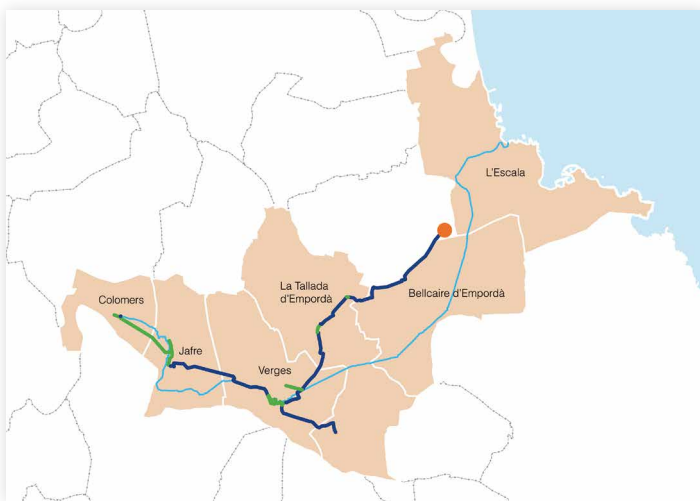 L'Escala
La Tallada
d'Empordà
Bellcaire d'Empordà
Colomers
Jafre
Verges